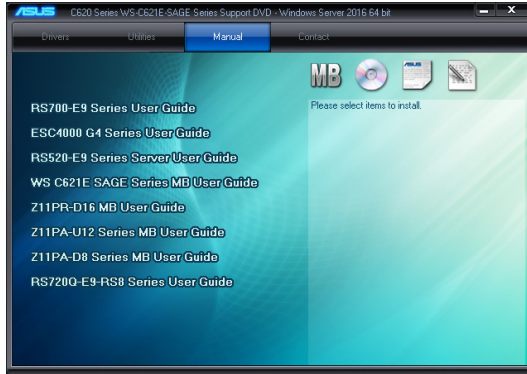 ASUS C620 Series WS-C621E-SAGE Series Support DVD - Windows Server 2016 64 bit
Drivers Utilities Manual Contact
MB
Please select items to install.
RS700-E9 Series User Guide
ESC4000 G4 Series User Guide
RS520-E9 Series Server User Guide
WS C621E SAGE Series MB User Guide
Z11PR-D16 MB User Guide
Z11PA-U12 Series MB User Guide
Z11PA-D8 Series MB User Guide
RS720Q-E9-RS8 Series User Guide